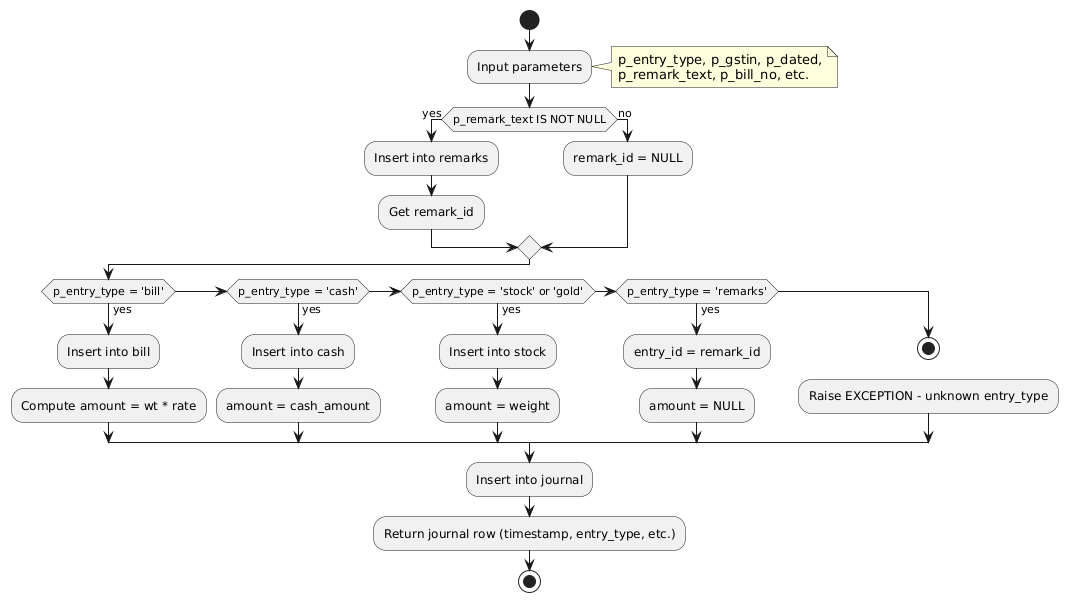 Input parameters
p_entry_type, p_gstin, p_dated,
p_remark_text, p_bill_no, etc.
yes
p_remark_text IS NOT NULL
no
Insert into remarks
remark_id = NULL
Get remark_id
p_entry_type = 'bill'
p_entry_type = 'cash'
p_entry_type = 'stock' or 'gold'
p_entry_type = 'remarks'
yes
yes
yes
yes
Insert into bill
Insert into cash
Insert into stock
entry_id = remark_id
Compute amount = wt * rate
amount = cash_amount
amount = weight
amount = NULL
Raise EXCEPTION - unknown entry_type
Insert into journal
Return journal row (timestamp, entry_type, etc.)